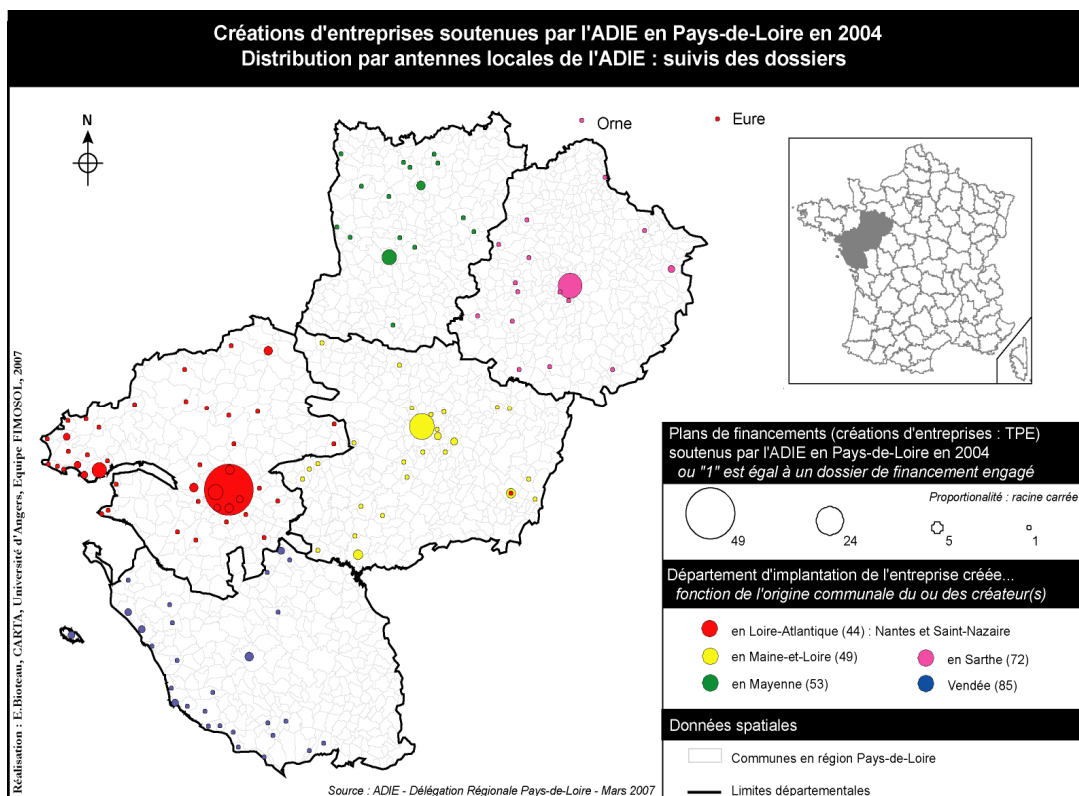 Créations d'entreprises soutenues par l'ADIE en Pays-de-Loire en 2004
Distribution par antennes locales de l'ADIE : suivis des dossiers
N
Orne
Eure
Réalisation : E.Bioteau, CARTA, Université d'Angers, Equipe FIMOSOL, 2007
Plans de financements (créations d'entreprises : TPE)
soutenus par l'ADIE en Pays-de-Loire en 2004
ou "1" est égal à un dossier de financement engagé
Proportionalité : racine carrée
49
24
5
1
Département d'implantation de l'entreprise créée...
fonction de l'origine communale du ou des créateur(s)
en Loire-Atlantique (44) : Nantes et Saint-Nazaire
en Maine-et-Loire (49)
en Sarthe (72)
en Mayenne (53)
Vendée (85)
Données spatiales
Communes en région Pays-de-Loire
Limites départementales
Source : ADIE - Délégation Régionale Pays-de-Loire - Mars 2007